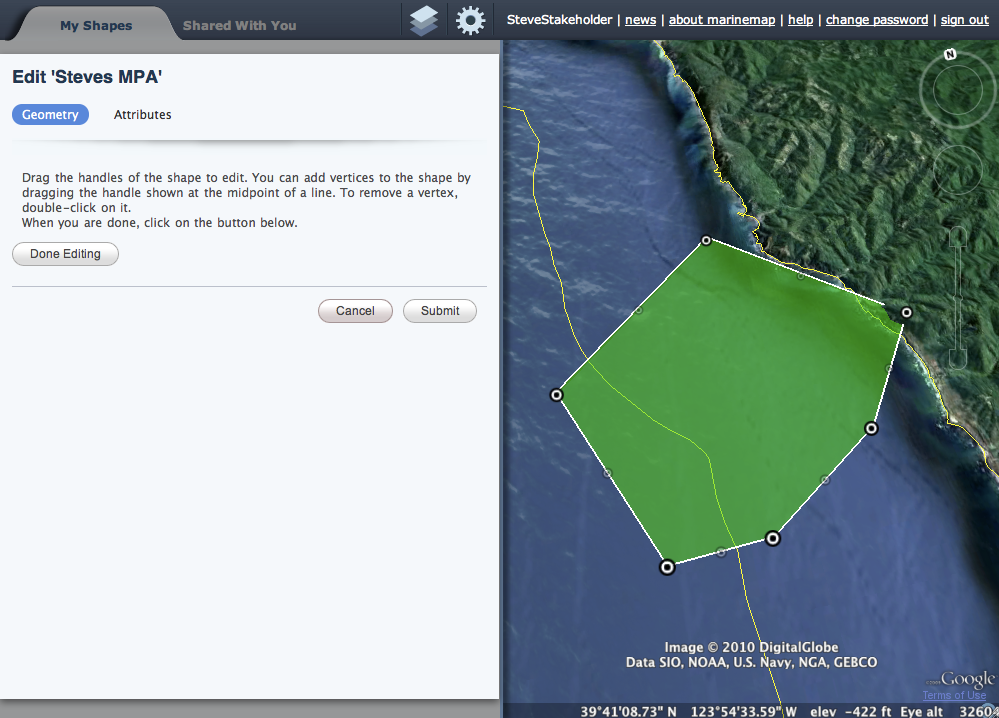 My Shapes
Shared With You
SteveStakeholder | news | about marinemap | help | change password | sign out
Edit 'Steves MPA'
Geometry
Attributes
Drag the handles of the shape to edit. You can add vertices to the shape by
dragging the handle shown at the midpoint of a line. To remove a vertex,
double-click on it.
When you are done, click on the button below.
Done Editing
Cancel
Submit
N
Image © 2010 DigitalGlobe
Data SIO, NOAA, U.S. Navy, NGA, GEBCO
Google
Terms of Use
39°41'08.73" N 123°54'33.59" W elev -422 ft Eye alt 32604